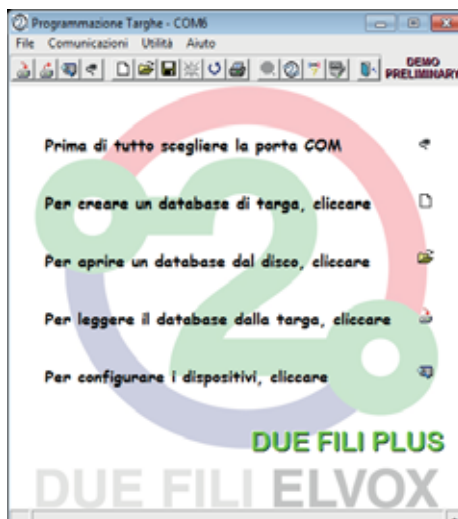 Programmazione Targhe - COM6
File Comunicazioni Utilità Aiuto
DEMO
PRELIMINARY
Prima di tutto scegliere la porta COM
Per creare un database di targa, cliccare
Per aprire un database dal disco, cliccare
Per leggere il database dalla targa, cliccare
Per configurare i dispositivi, cliccare
DUE FILI PLUS
DUE FILI ELVOX